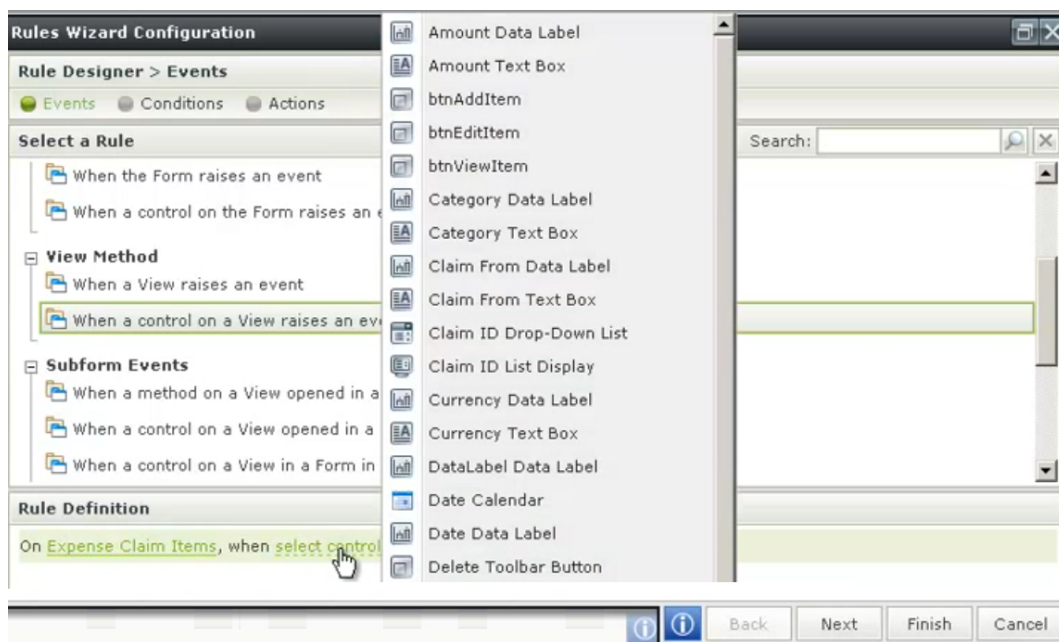 Rules Wizard Configuration
Rule Designer > Events
Events Conditions Actions
Select a Rule
Search:
When the Form raises an event
When a control on the Form raises an
View Method
When a View raises an event
When a control on a View raises an
Subform Events
When a method on a View opened in a
When a control on a View opened in a
When a control on a View in a Form in
Rule Definition
On Expense Claim Items, when select control
Amount Data Label
Amount Text Box
btnAddItem
btnEditItem
btnViewItem
Category Data Label
Category Text Box
Claim From Data Label
Claim From Text Box
Claim ID Drop-Down List
Claim ID List Display
Currency Data Label
Currency Text Box
DataLabel Data Label
Date Calendar
Date Data Label
Delete Toolbar Button
Back Next Finish Cancel